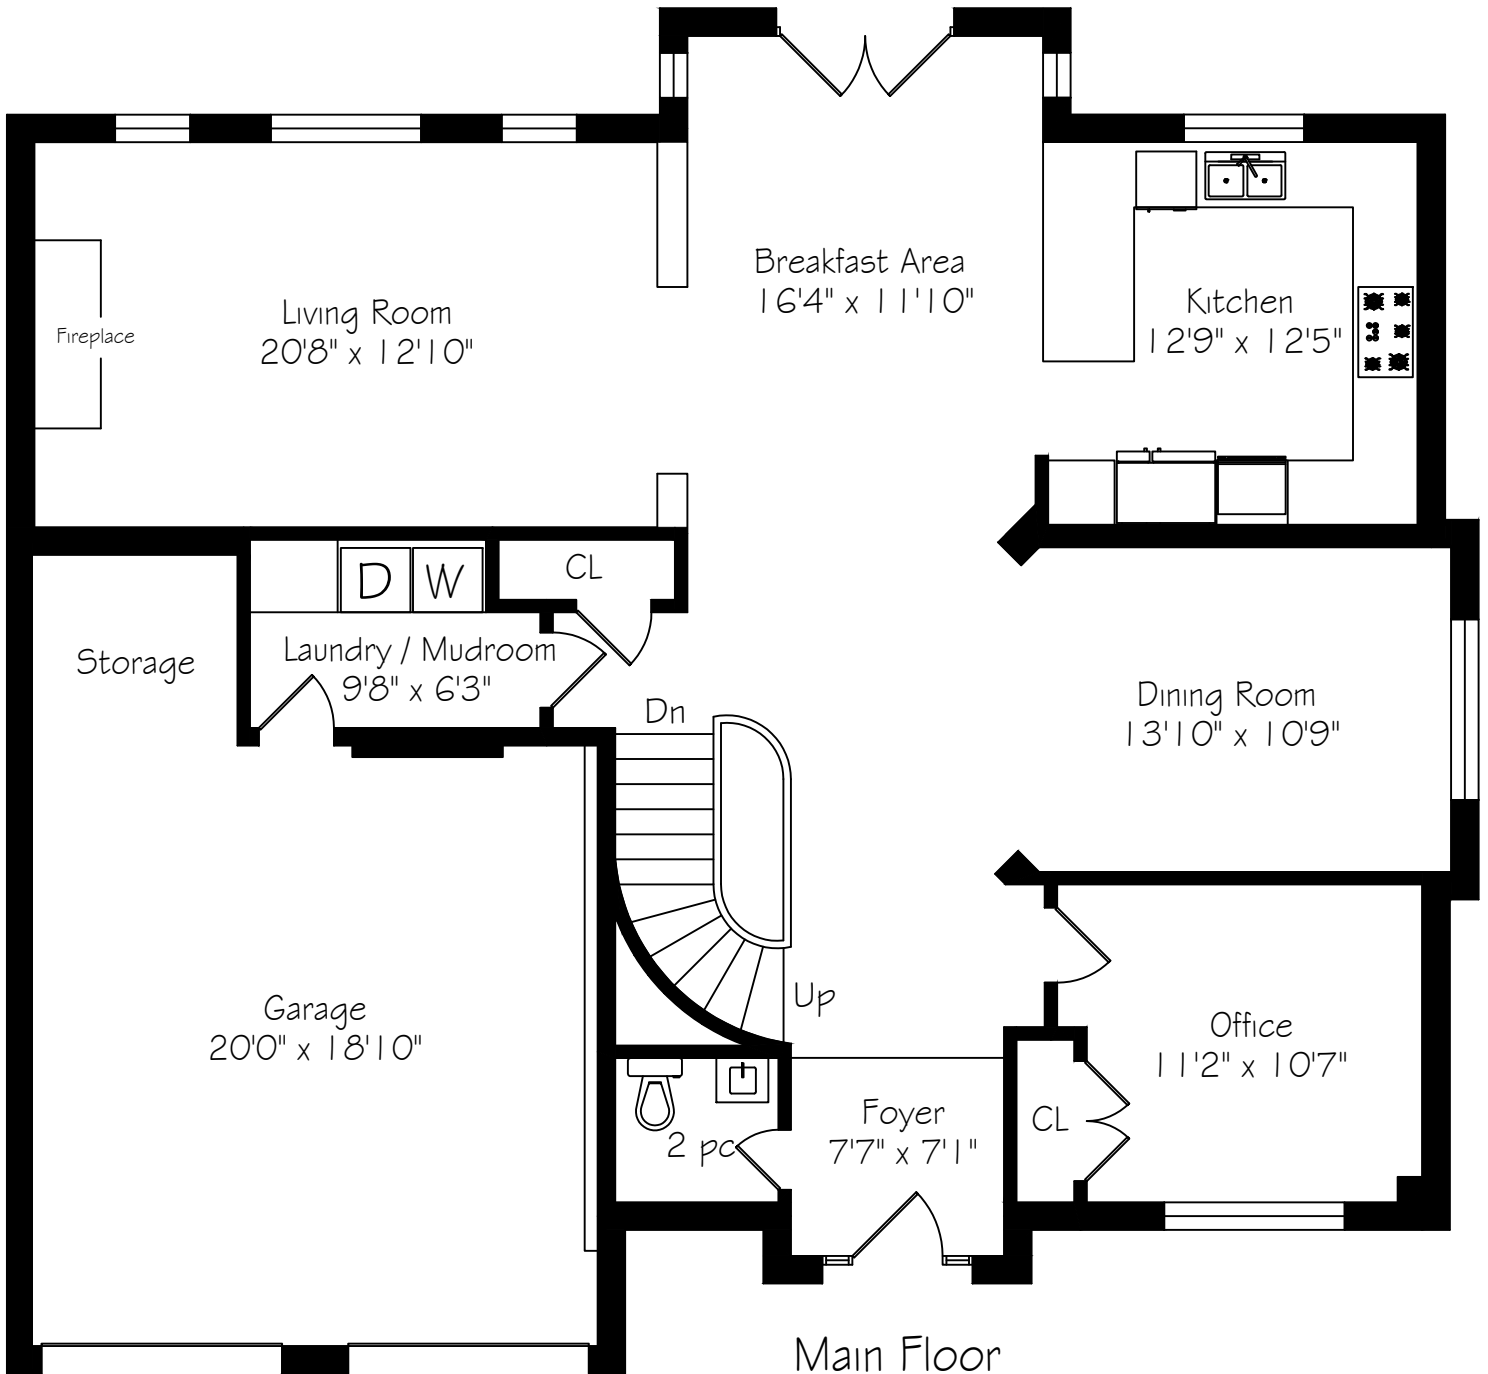 Breakfast Area
16'4" x 11'10"
Living Room
20'8" x 12'10"
Fireplace
Kitchen
12'9" x 12'5"
CL
D W
Storage
Laundry / Mudroom
9'8" x 6'3"
Dn
Dining Room
13'10" x 10'9"
Up
Garage
20'0" x 18'10"
Office
11'2" x 10'7"
Foyer
7'7" x 7'1"
CL
2 pc
Main Floor